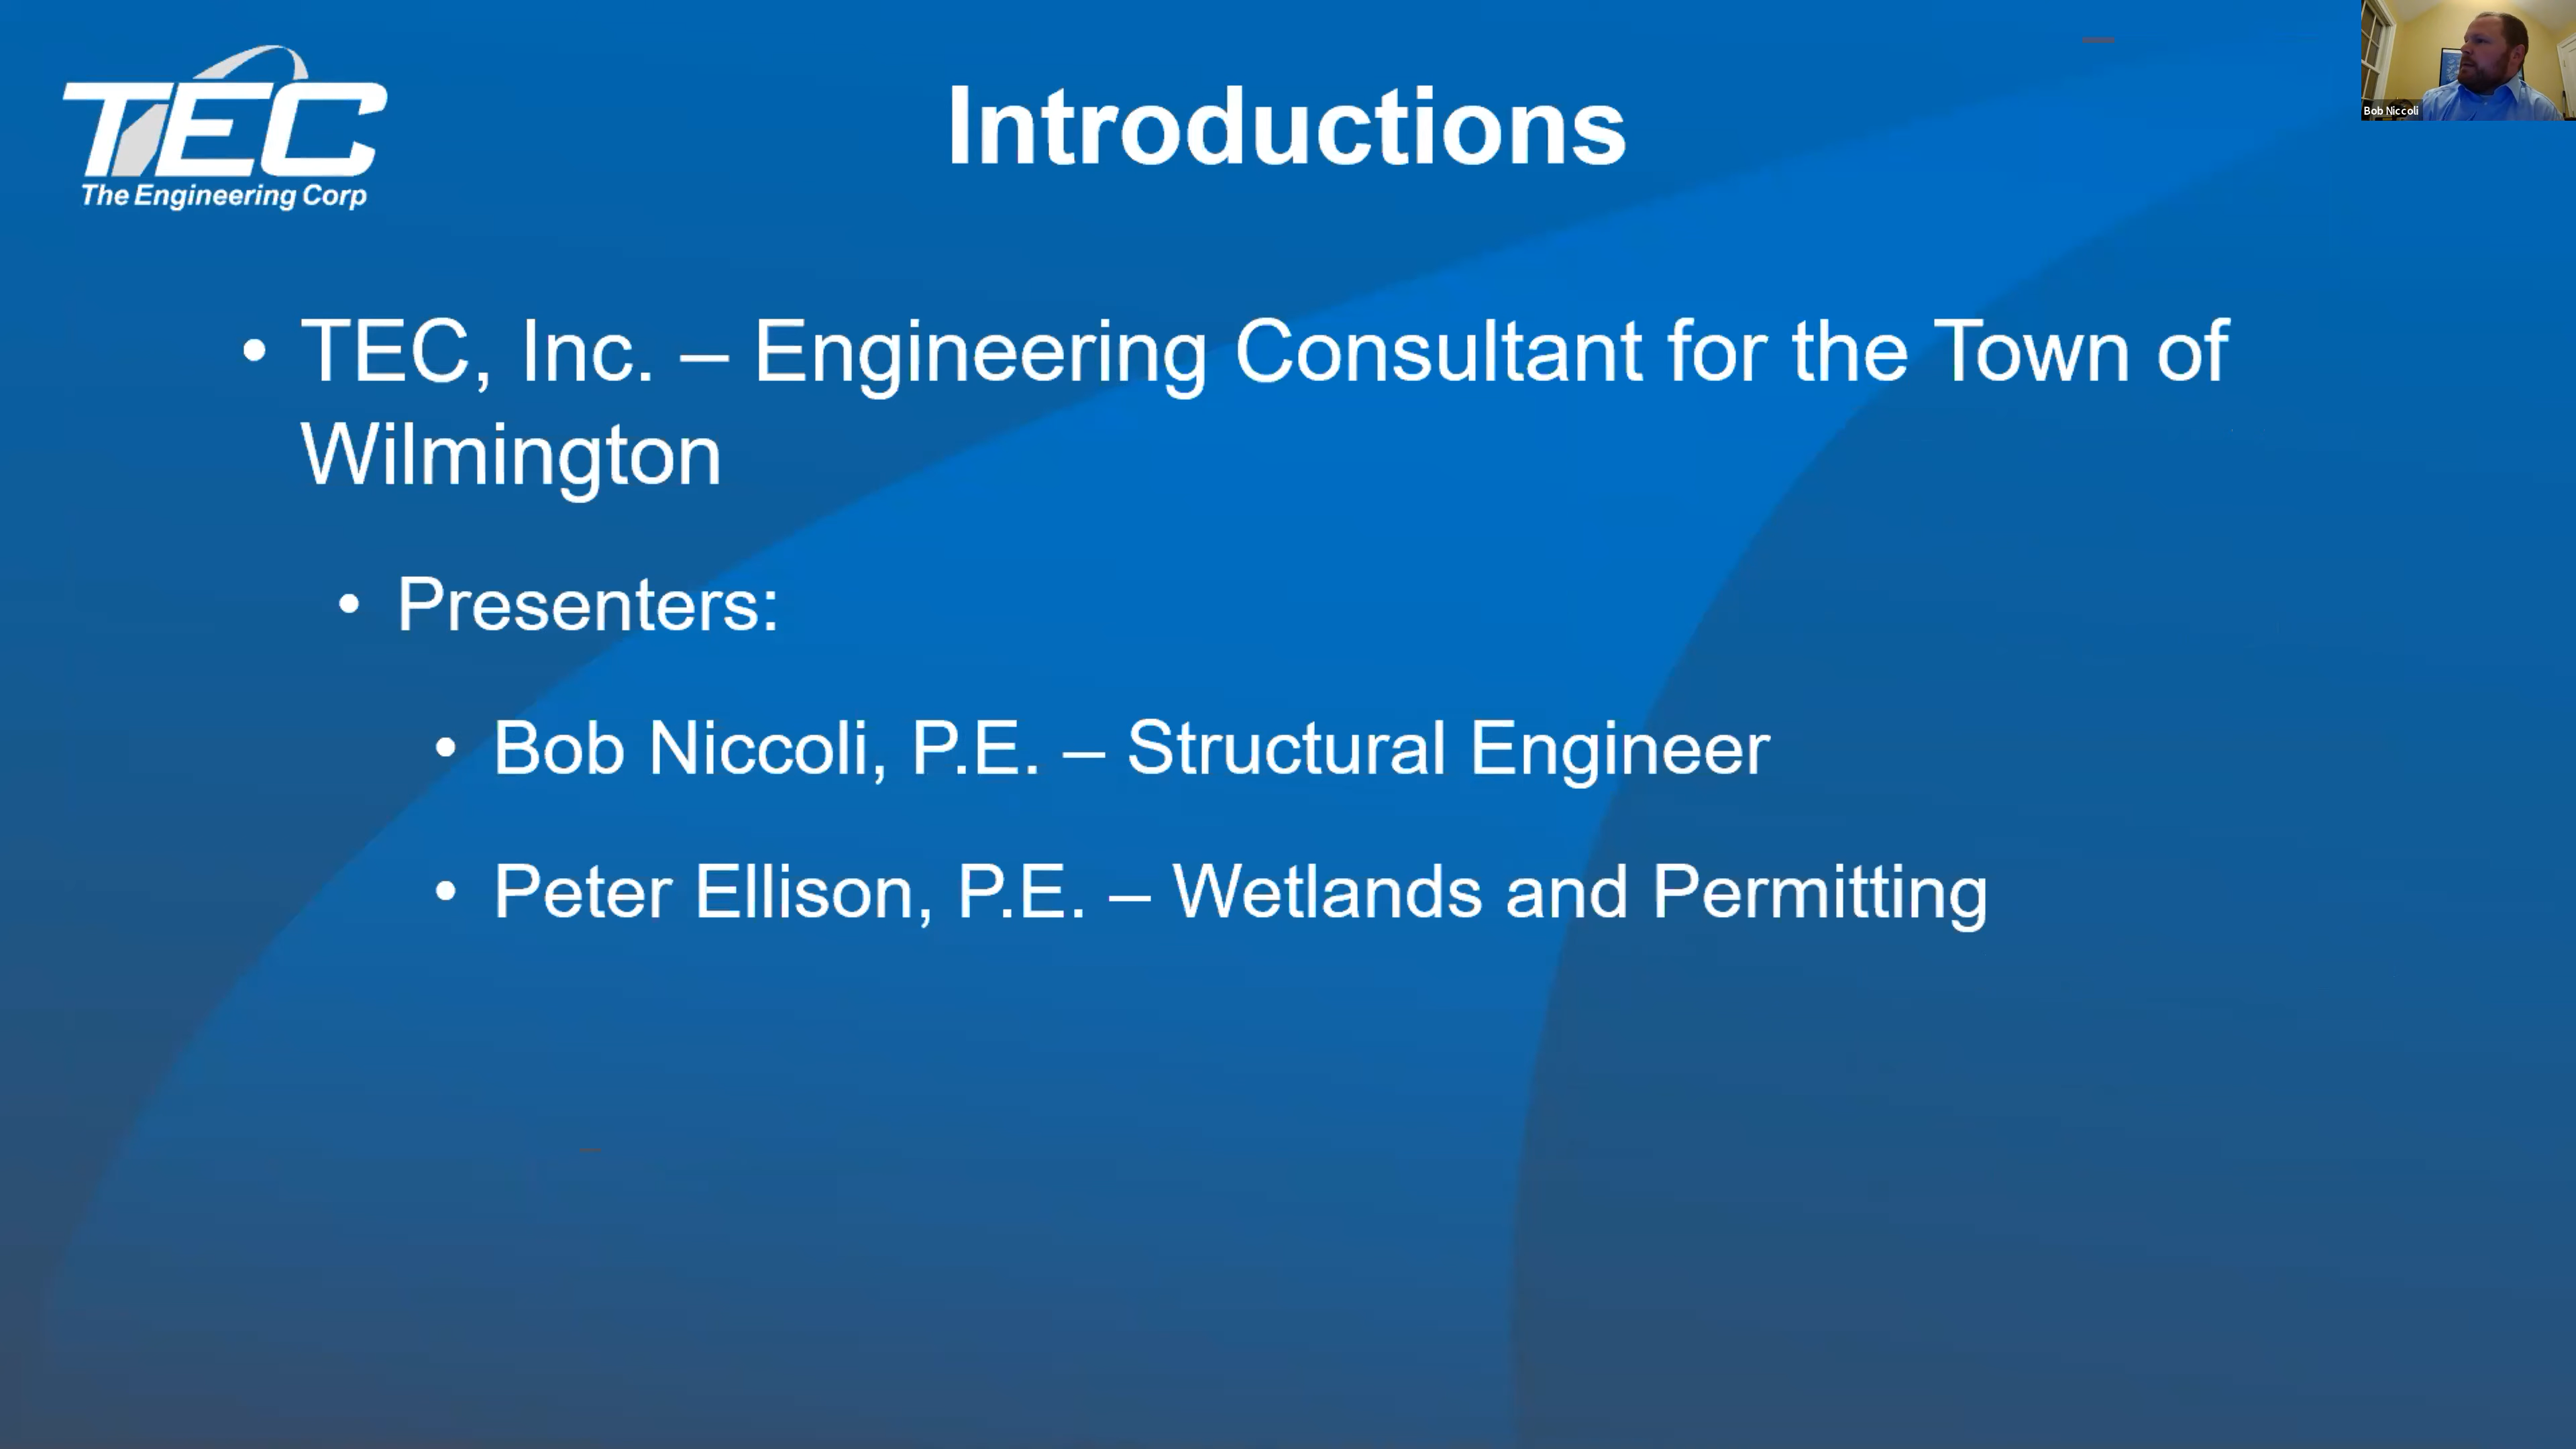 TEC
The Engineering Corp
Introductions
Bob Niccoli
• TEC, Inc. – Engineering Consultant for the Town of
Wilmington
• Presenters:
• Bob Niccoli, P.E. – Structural Engineer
• Peter Ellison, P.E. – Wetlands and Permitting